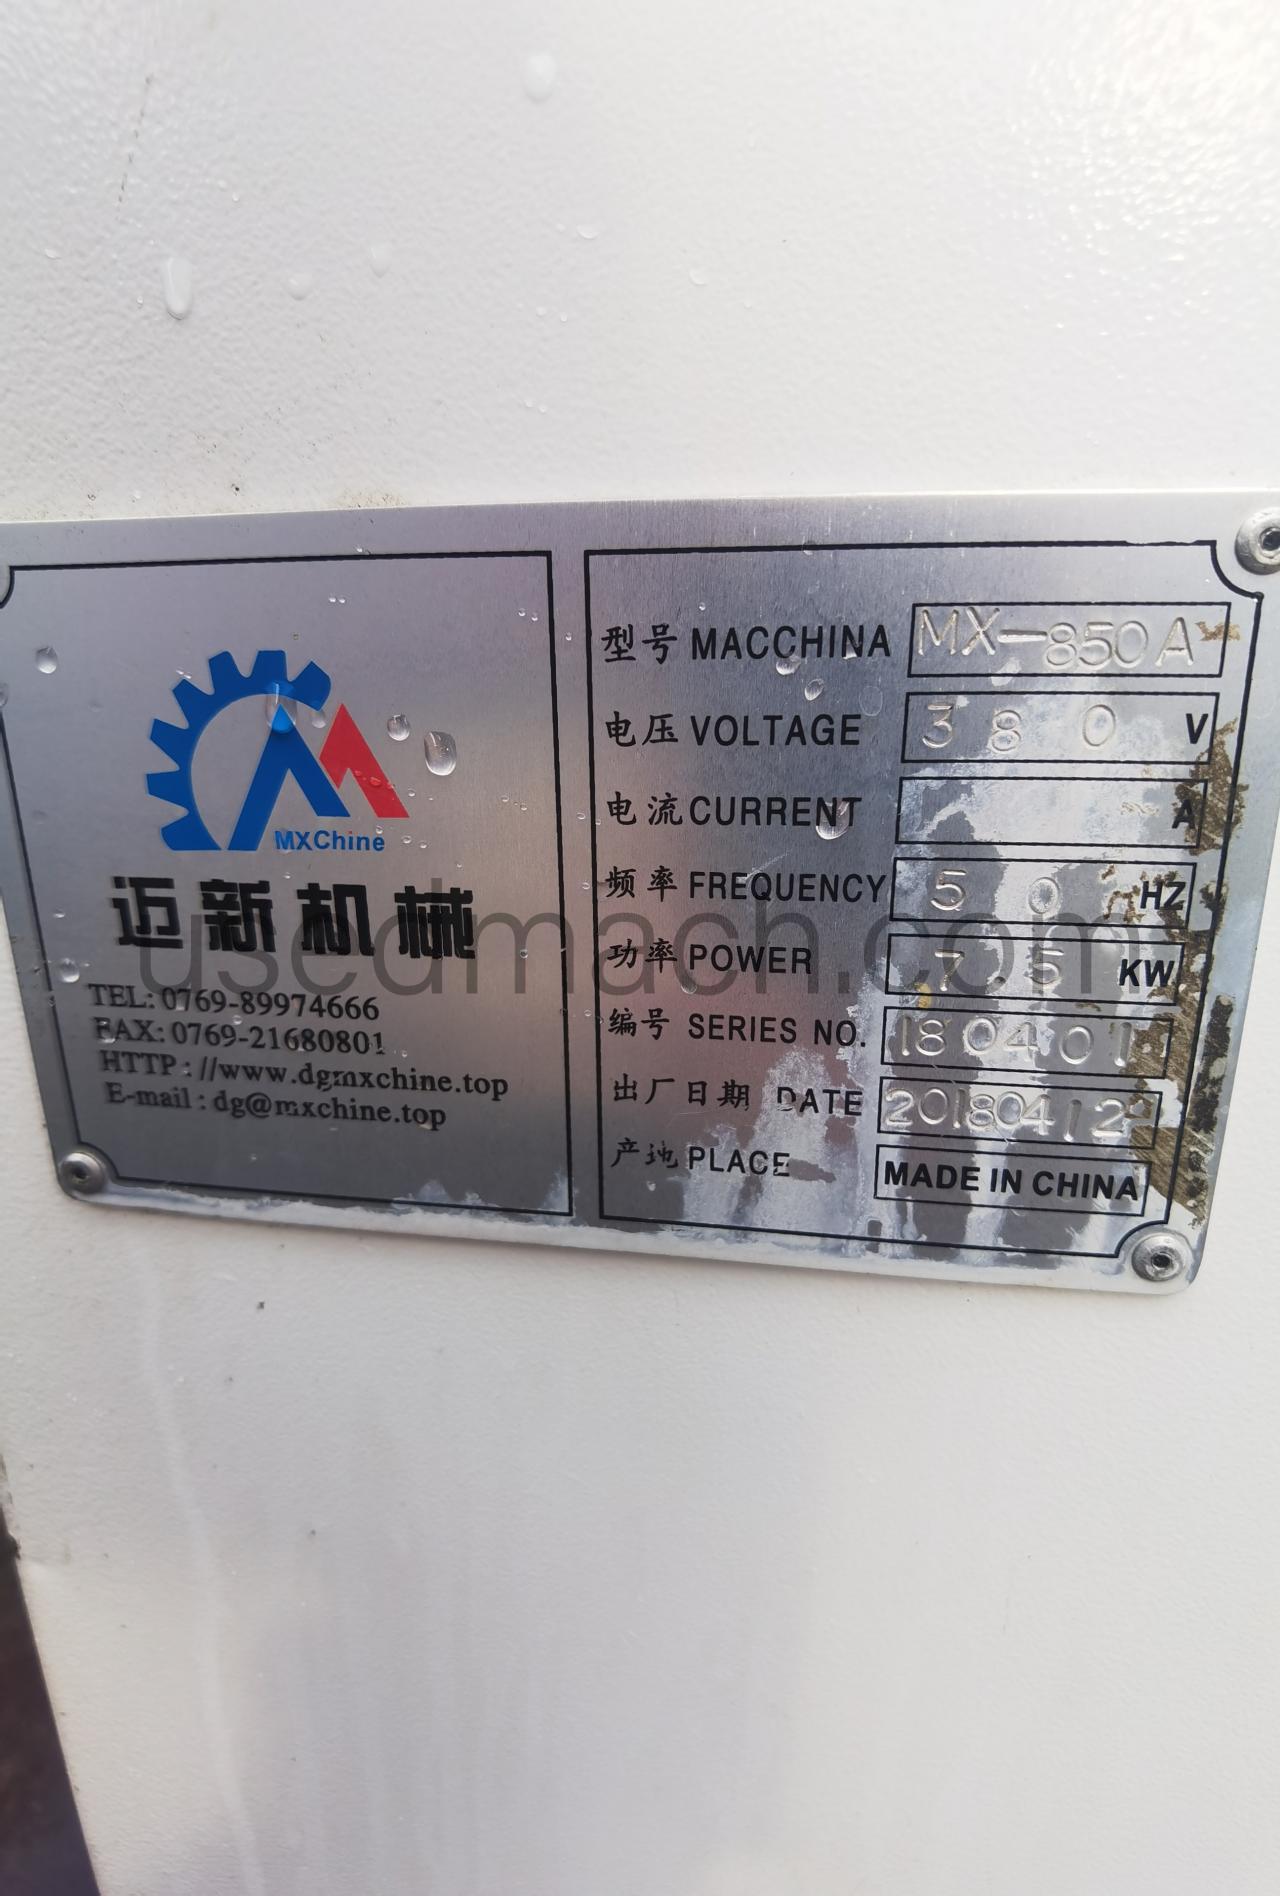 MXChine
迈新机械
TEL: 0769-89974666
FAX: 0769-21680801
HTTP: //www.dgmxchine.top
E-mail : dg@mxchine.top
型号 MACCHINA MX-850A
电压 VOLTAGE 380 V
电流 CURRENT A
频率 FREQUENCY 50 HZ
功率 POWER 7.5 KW
编号 SERIES NO. 180401
出厂日期 DATE 20180412
产地 PLACE MADE IN CHINA
usedmach.com